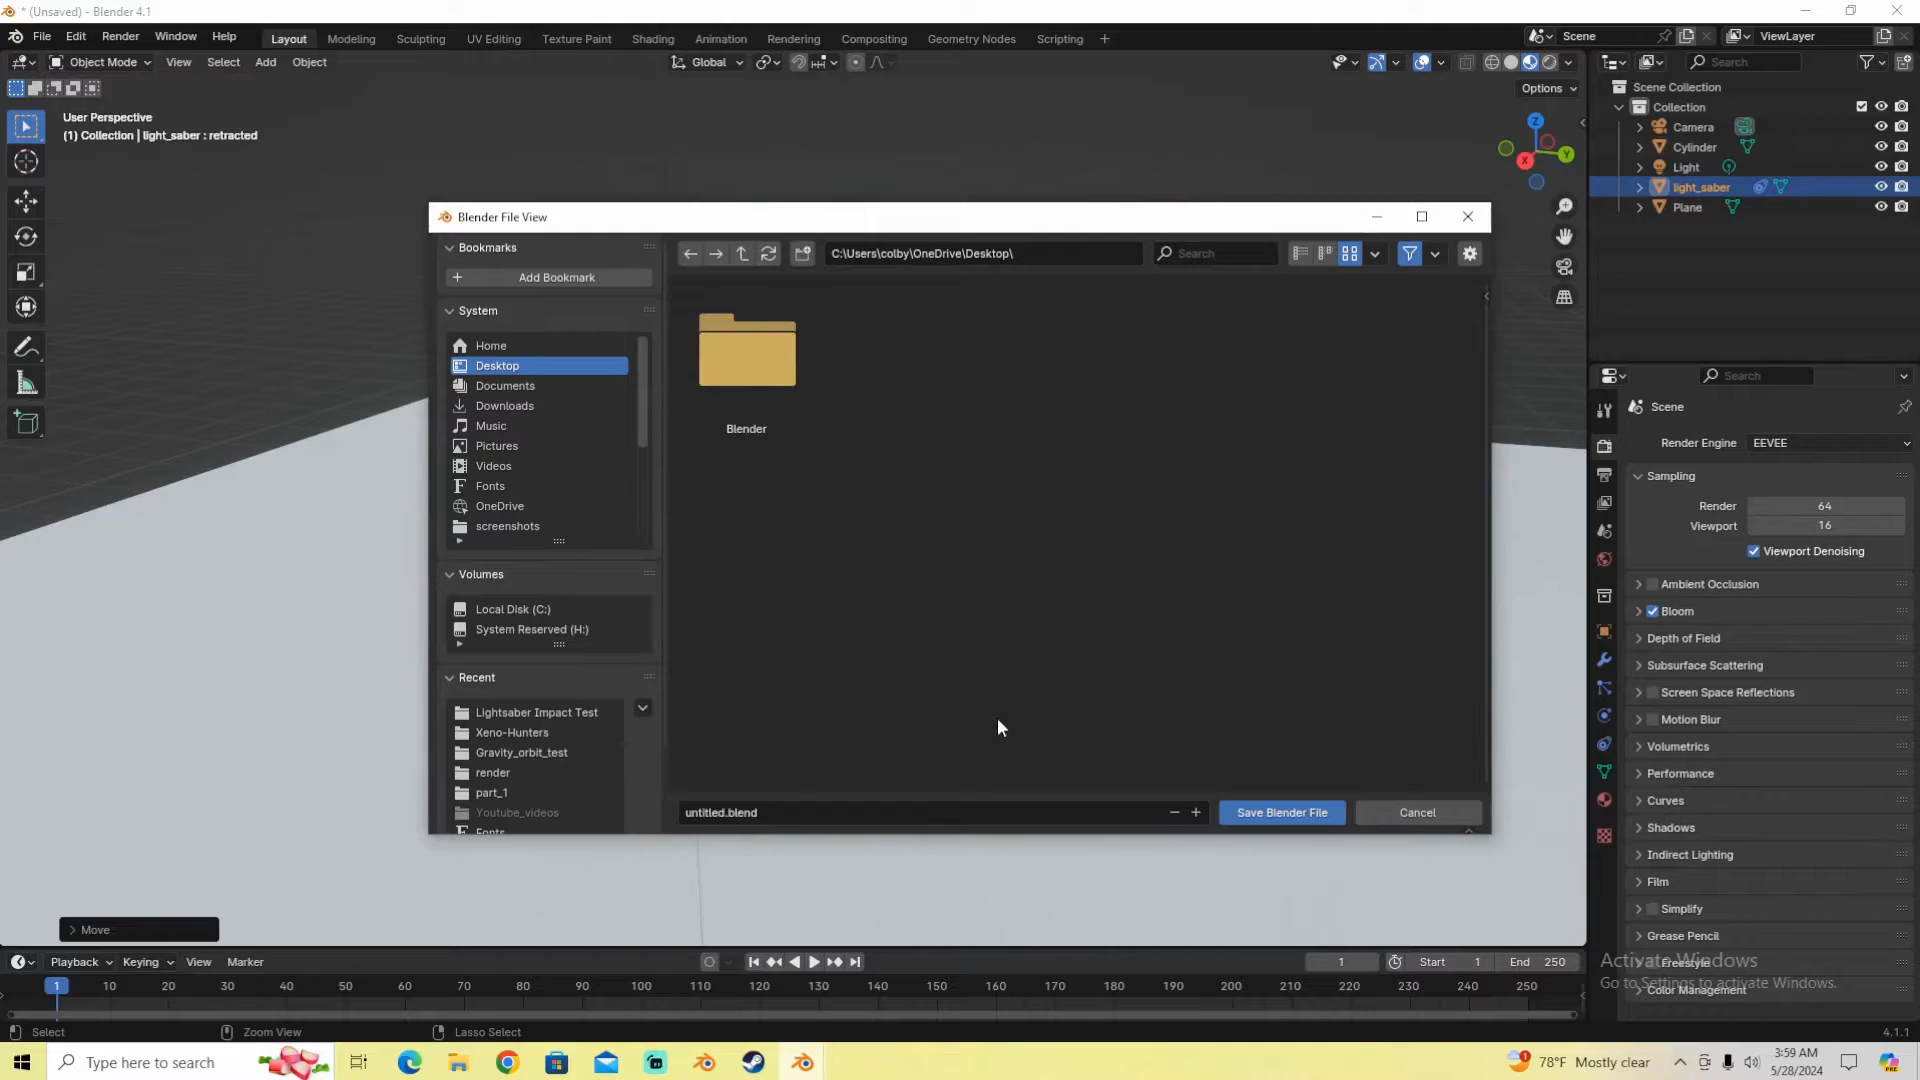 * (Unsaved) - Blender 4.1
File Edit Render Window Help
Layout Modeling Sculpting UV Editing Texture Paint Shading Animation Rendering Compositing Geometry Nodes Scripting +
Scene
ViewLayer
Object Mode View Select Add Object
Global
Search
Options
User Perspective
(1) Collection | light_saber : retracted
Z
Y
X
Scene Collection
Collection
Camera
Cylinder
Light
light_saber
Plane
Blender File View
Bookmarks
Add Bookmark
System
Home
Desktop
Documents
Downloads
Music
Pictures
Videos
Fonts
OneDrive
screenshots
Volumes
Local Disk (C:)
System Reserved (H:)
Recent
Lightsaber Impact Test
Xeno-Hunters
Gravity_orbit_test
render
part_1
Youtube_videos
Fonts
C:\Users\colby\OneDrive\Desktop\
Search
Blender
untitled.blend
Save Blender File
Cancel
Search
Scene
Render Engine EEVEE
Sampling
Render 64
Viewport 16
Viewport Denoising
Ambient Occlusion
Bloom
Depth of Field
Subsurface Scattering
Screen Space Reflections
Motion Blur
Volumetrics
Performance
Curves
Shadows
Indirect Lighting
Film
Simplify
Grease Pencil
Freestyle
Color Management
Activate Windows
Go to Settings to activate Windows.
Move
Playback Keying View Marker
1
Start 1 End 250
1 10 20 30 40 50 60 70 80 90 100 110 120 130 140 150 160 170 180 190 200 210 220 230 240 250
Select Zoom View Lasso Select
4.1.1
Type here to search
78°F Mostly clear
3:59 AM
5/28/2024